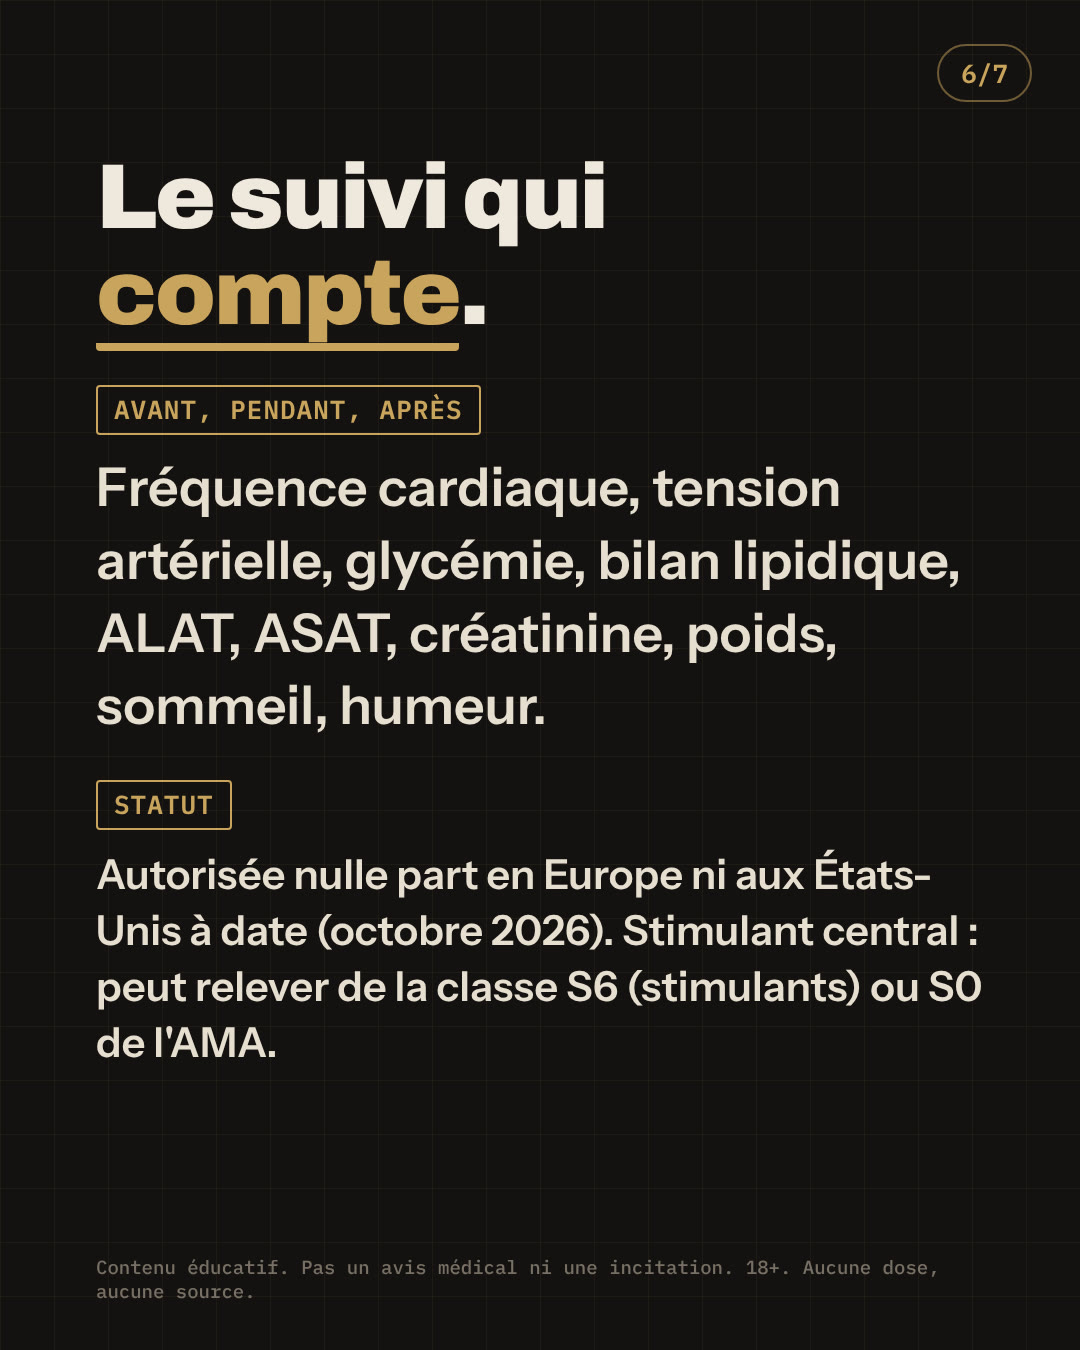 6/7
Le suivi qui
compte.
AVANT, PENDANT, APRÈS
Fréquence cardiaque, tension
artérielle, glycémie, bilan lipidique,
ALAT, ASAT, créatinine, poids,
sommeil, humeur.
STATUT
Autorisée nulle part en Europe ni aux États-
Unis à date (octobre 2026). Stimulant central :
peut relever de la classe S6 (stimulants) ou S0
de l'AMA.
Contenu éducatif. Pas un avis médical ni une incitation. 18+. Aucune dose,
aucune source.